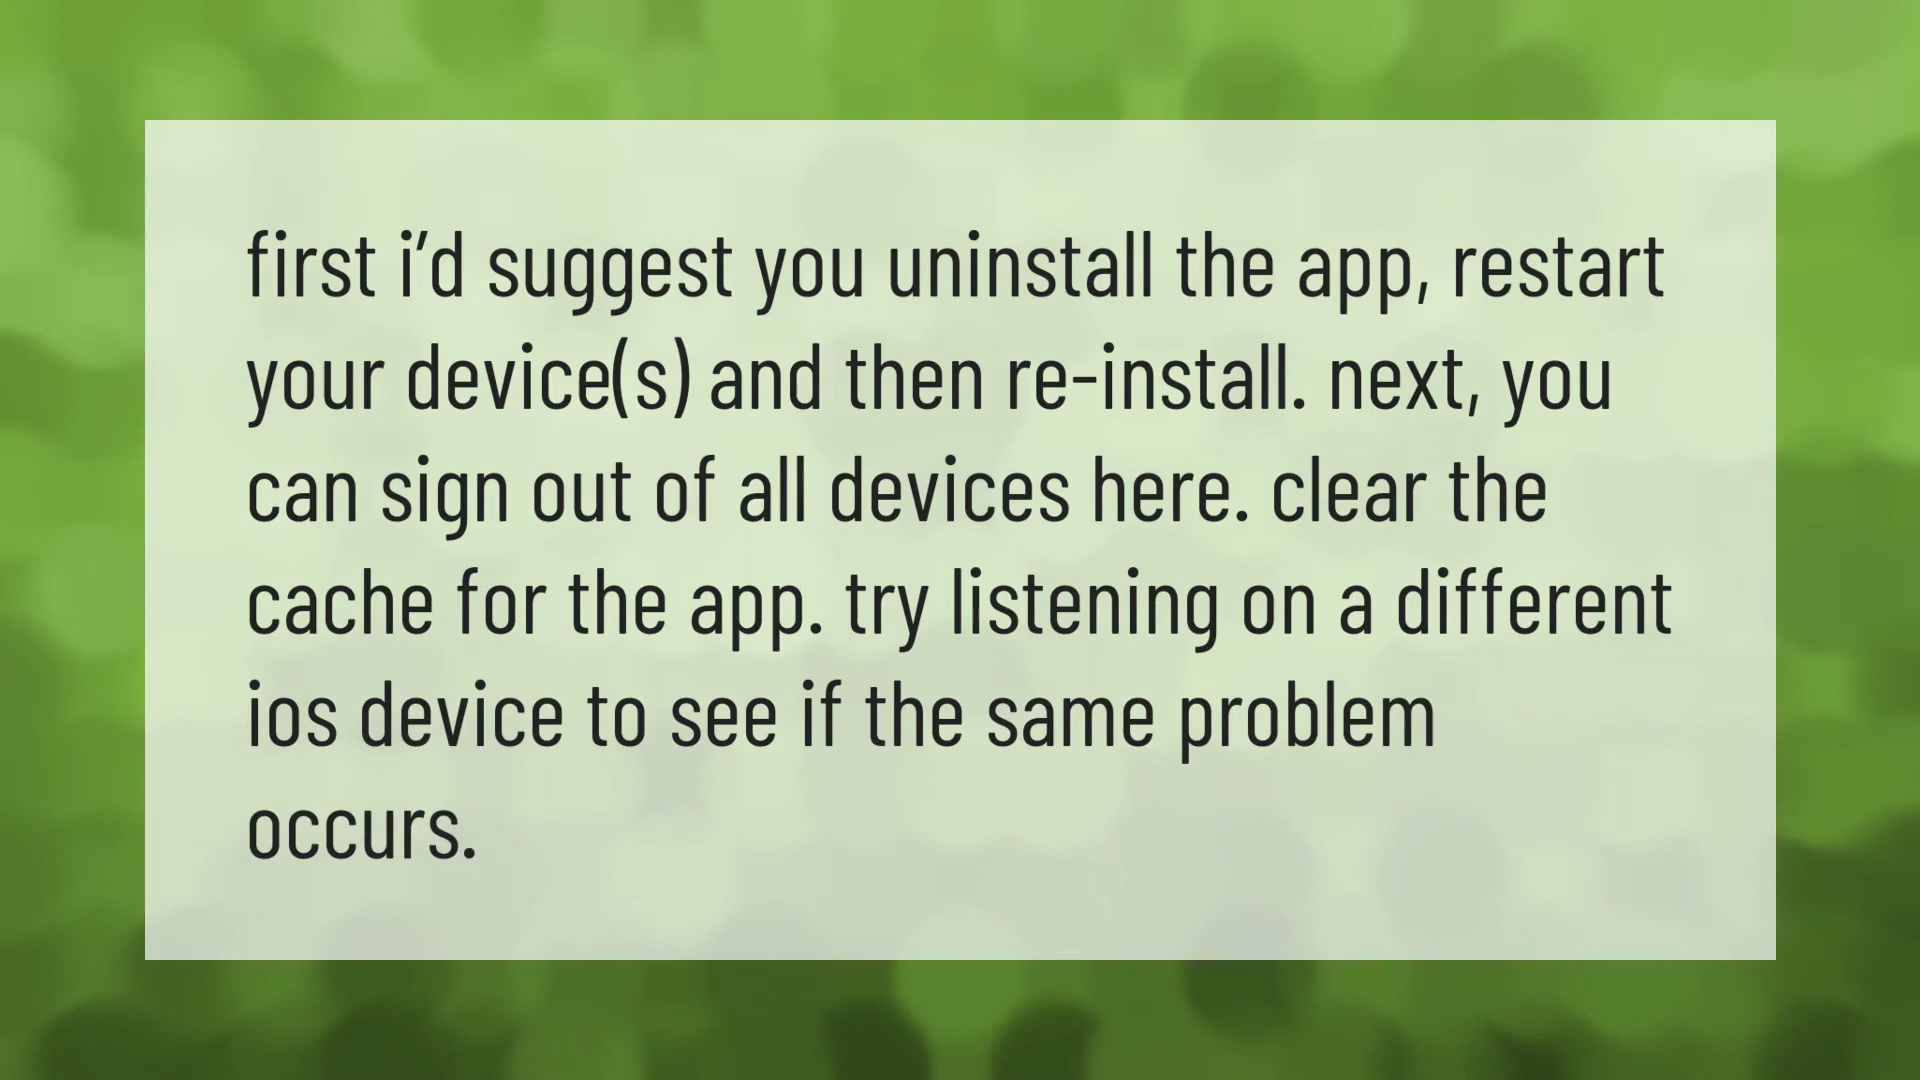 first i’d suggest you uninstall the app, restart
your device(s) and then re-install. next, you
can sign out of all devices here. clear the
cache for the app. try listening on a different
ios device to see if the same problem
occurs.